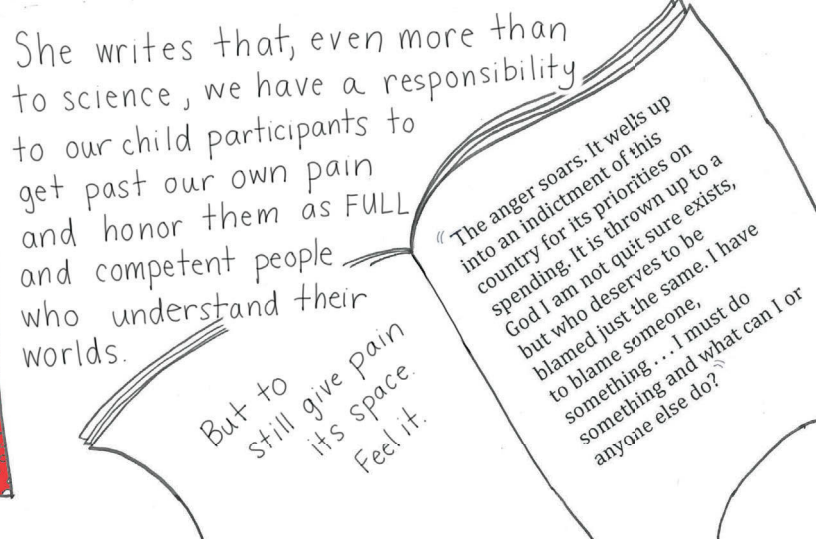 She writes that, even more than
to science, we have a responsibility
to our child participants to
get past our own pain
and honor them as FULL
and competent people
who understand their
worlds.
But to
still give pain
its space.
Feel it.
“The anger soars. It wells up
into an indictment of this
country for its priorities on
spending. It is thrown up to a
God I am not quit sure exists,
but who deserves to be
blamed just the same. I have
to blame someone,
something . . . I must do
something and what can I or
anyone else do?”